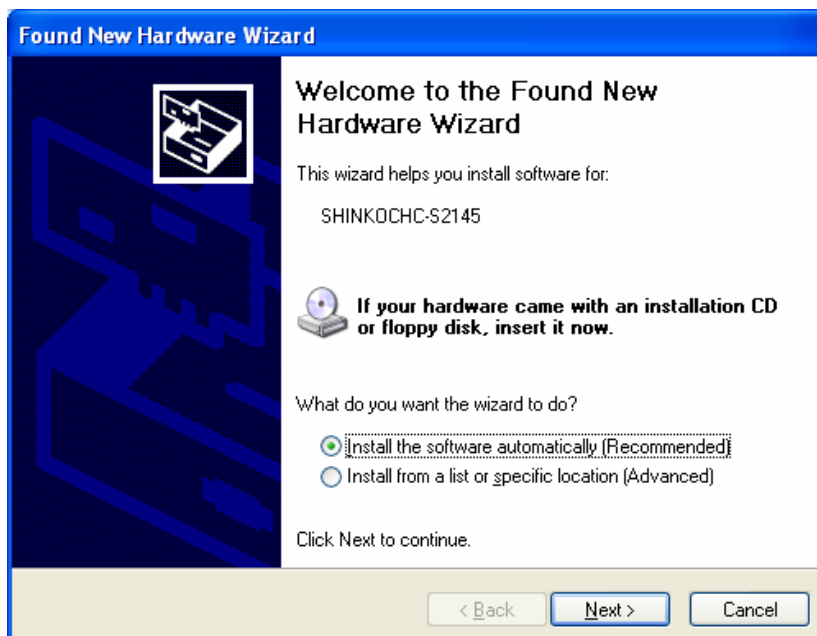 Found New Hardware Wizard
Welcome to the Found New
Hardware Wizard
This wizard helps you install software for:
SHINKOCHC-S2145
If your hardware came with an installation CD
or floppy disk, insert it now.
What do you want the wizard to do?
Install the software automatically (Recommended)
Install from a list or specific location (Advanced)
Click Next to continue.
< Back Next > Cancel